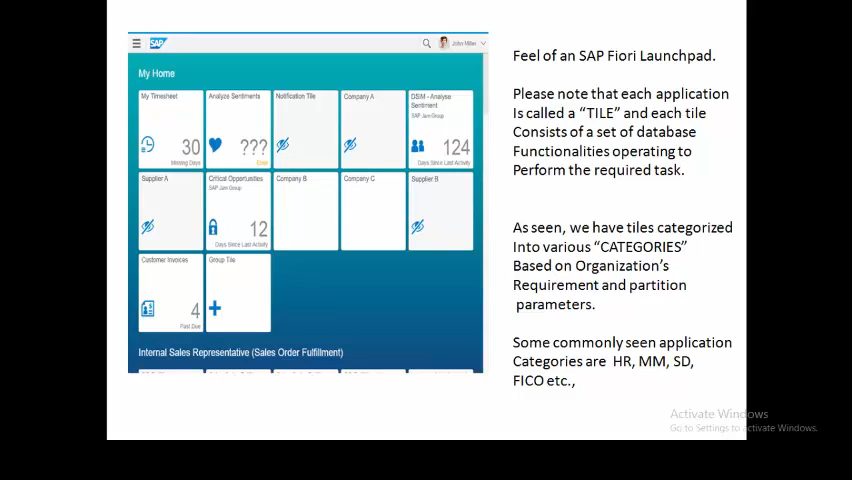 SAP
John Miller
My Home
My Timesheet
30
Missing Days
Analyze Sentiments
???
Error
Notification Tile
Company A
DSIM - Analyse
Sentiment
SAP Jam Group
124
Days Since Last Activity
Supplier A
Critical Opportunities
SAP Jam Group
12
Days Since Last Activity
Company B
Company C
Supplier B
Customer Invoices
4
Past Due
Group Tile
Internal Sales Representative (Sales Order Fulfillment)
Feel of an SAP Fiori Launchpad.
Please note that each application
Is called a “TILE” and each tile
Consists of a set of database
Functionalities operating to
Perform the required task.
As seen, we have tiles categorized
Into various “CATEGORIES”
Based on Organization’s
Requirement and partition
parameters.
Some commonly seen application
Categories are HR, MM, SD,
FICO etc.,
Activate Windows
Go to Settings to Activate Windows.